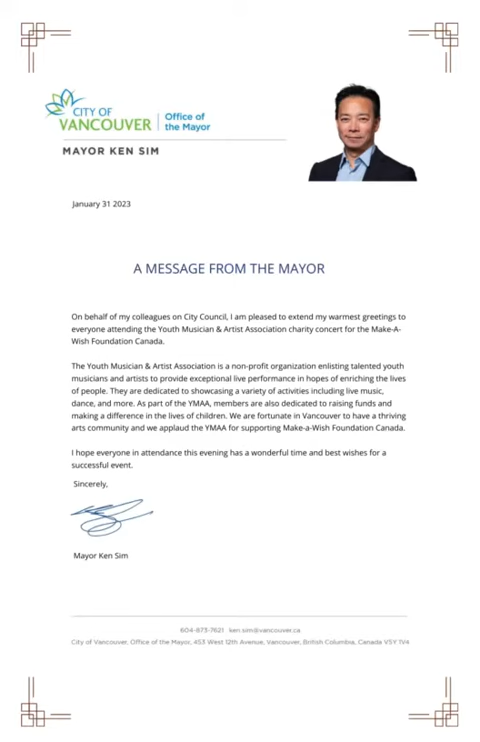 CITY OF
VANCOUVER
Office of
the Mayor
MAYOR KEN SIM
January 31 2023
A MESSAGE FROM THE MAYOR
On behalf of my colleagues on City Council, I am pleased to extend my warmest greetings to
everyone attending the Youth Musician & Artist Association charity concert for the Make-A-
Wish Foundation Canada.
The Youth Musician & Artist Association is a non-profit organization enlisting talented youth
musicians and artists to provide exceptional live performance in hopes of enriching the lives
of people. They are dedicated to showcasing a variety of activities including live music,
dance, and more. As part of the YMAA, members are also dedicated to raising funds and
making a difference in the lives of children. We are fortunate in Vancouver to have a thriving
arts community and we applaud the YMAA for supporting Make-a-Wish Foundation Canada.
I hope everyone in attendance this evening has a wonderful time and best wishes for a
successful event.
Sincerely,
Mayor Ken Sim
604-873-7621 ken.sim@vancouver.ca
City of Vancouver, Office of the Mayor, 453 West 12th Avenue, Vancouver, British Columbia, Canada V5Y 1V4